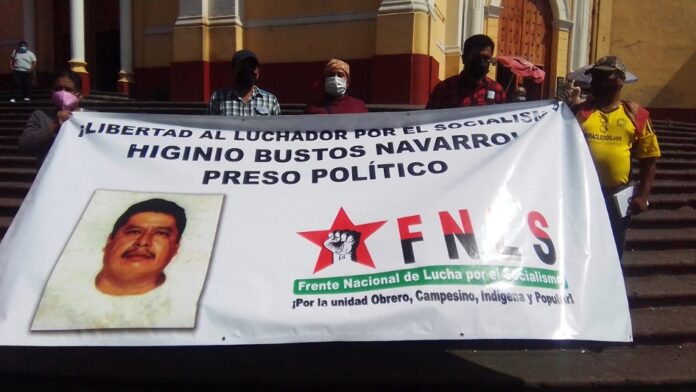 ¡LIBERTAD AL LUCHADOR POR EL SOCIALISM
HIGINIO BUSTOS NAVARRO!
PRESO POLÍTICO
FNLS
Frente Nacional de Lucha por el Socialismo
¡Por la unidad Obrero, Campesino, Indígena y Popular!